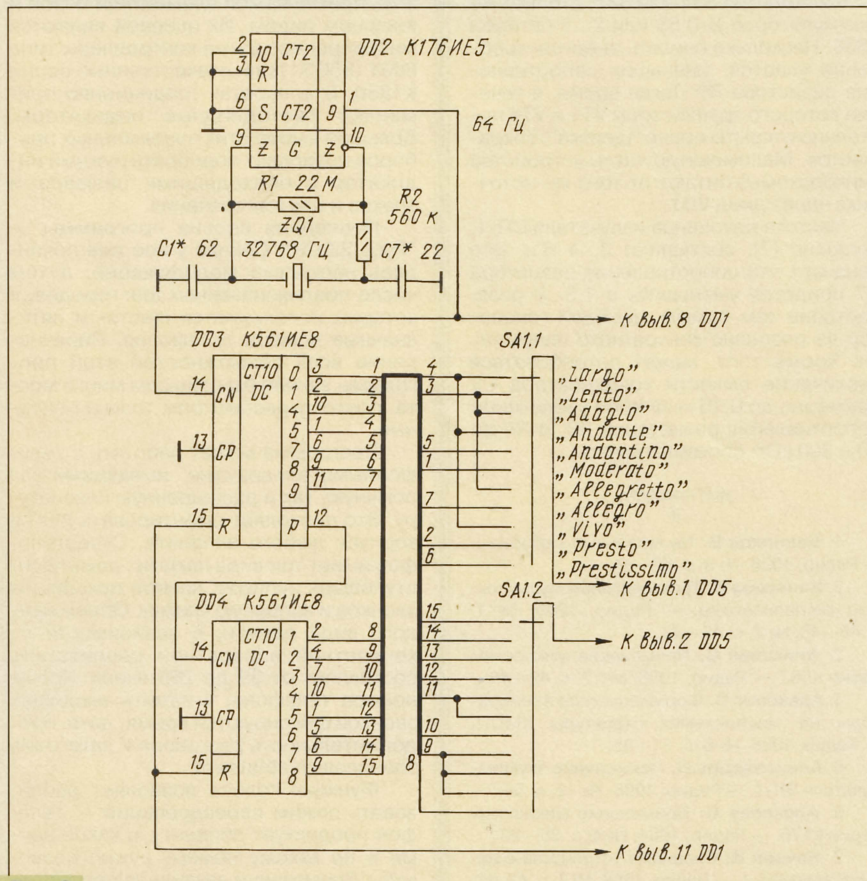 DD2 К176ИЕ5
2 10 СТ2
3 R
6 S СТ2 9 1
9 Z G Z 10
64 Гц
R1 22 М
R2
560 к
ZQ1
C1* 62
32768 Гц
C7* 22
К выв. 8 DD1
DD3 К561ИЕ8
SA1.1
14 CN СТ10 DC
13 CP
15 R
0 3 1
1 2 2
4 10 3
5 1 4
7 6 5
8 9 6
9 11 7
P 12
4
3
5
1
7
2
6
„Largo"
„Lento"
„Adagio"
„Andante"
„Andantino"
„Moderato"
„Allegretto"
„Allegro"
„Vivo"
„Presto"
„Prestissimo"
К выв. 1 DD5
DD4 К561ИЕ8
SA1.2
К выв. 2 DD5
14 CN СТ10 DC
13 CP
15 R
1 2 8
2 4 9
3 7 10
4 10 11
5 1 12
6 5 13
7 6 14
8 9 15
15
14
13
12
11
10
9
8
К выв. 11 DD1